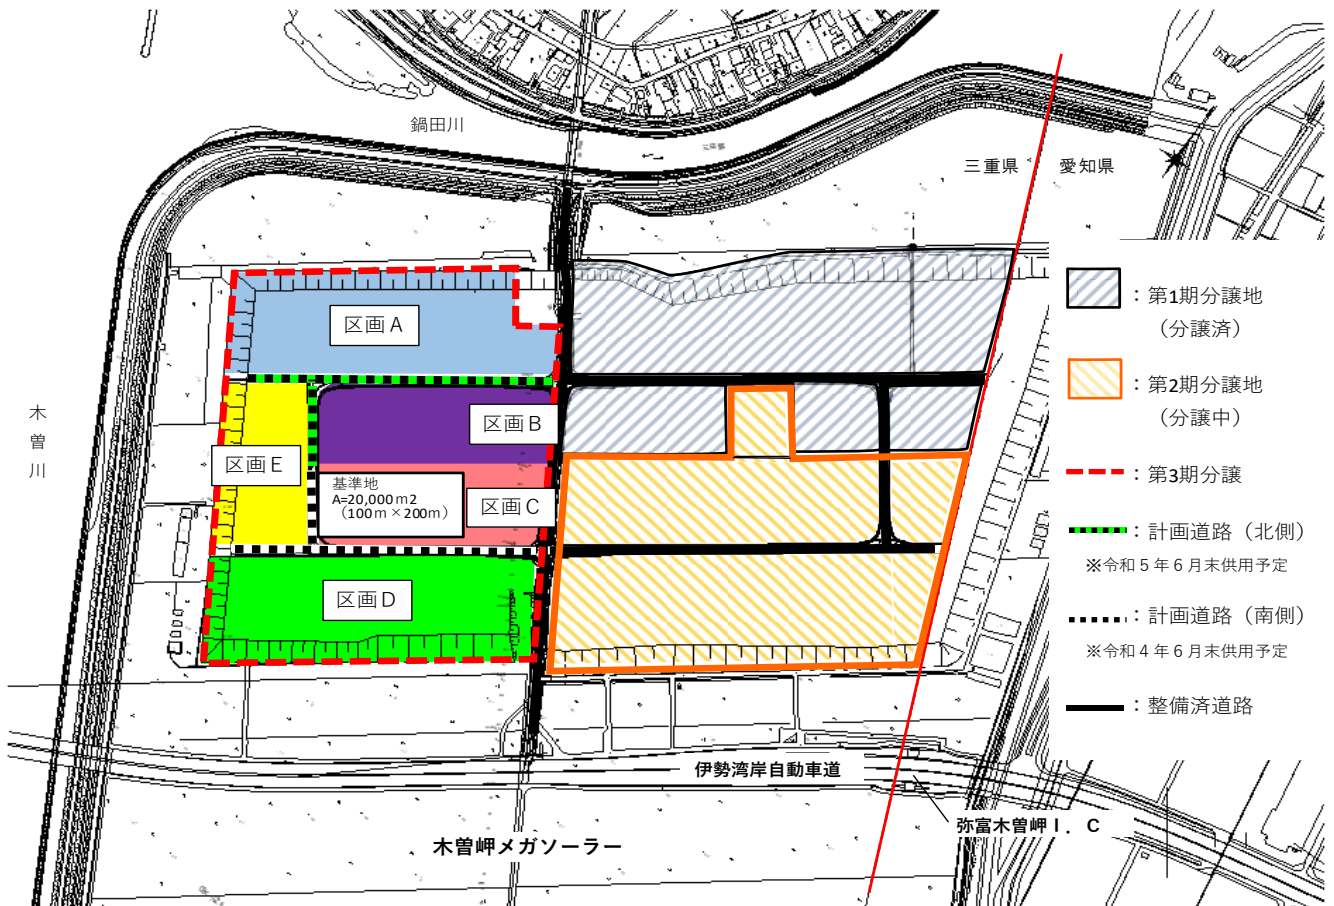 鍋田川
三重県
愛知県
木
曽
川
区画A
区画B
区画E
基準地
A=20,000ｍ2
（100ｍ×200ｍ）
区画C
区画D
：第1期分譲地
（分譲済）
：第2期分譲地
（分譲中）
：第3期分譲
：計画道路（北側）
※令和５年６月末供用予定
：計画道路（南側）
※令和４年６月末供用予定
：整備済道路
伊勢湾岸自動車道
弥富木曽岬Ｉ．Ｃ
木曽岬メガソーラー